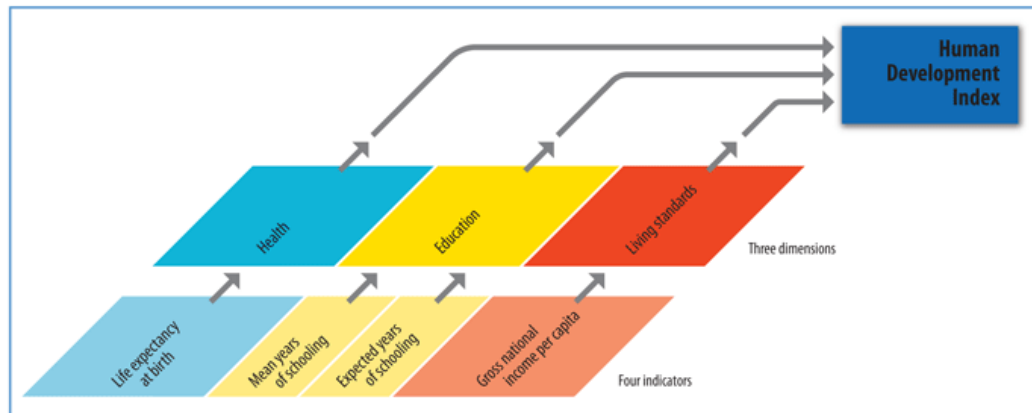 Human
Development
Index
Health
Education
Living standards
Three dimensions
Life expectancy
at birth
Mean years
of schooling
Expected years
of schooling
Gross national
income per capita
Four indicators